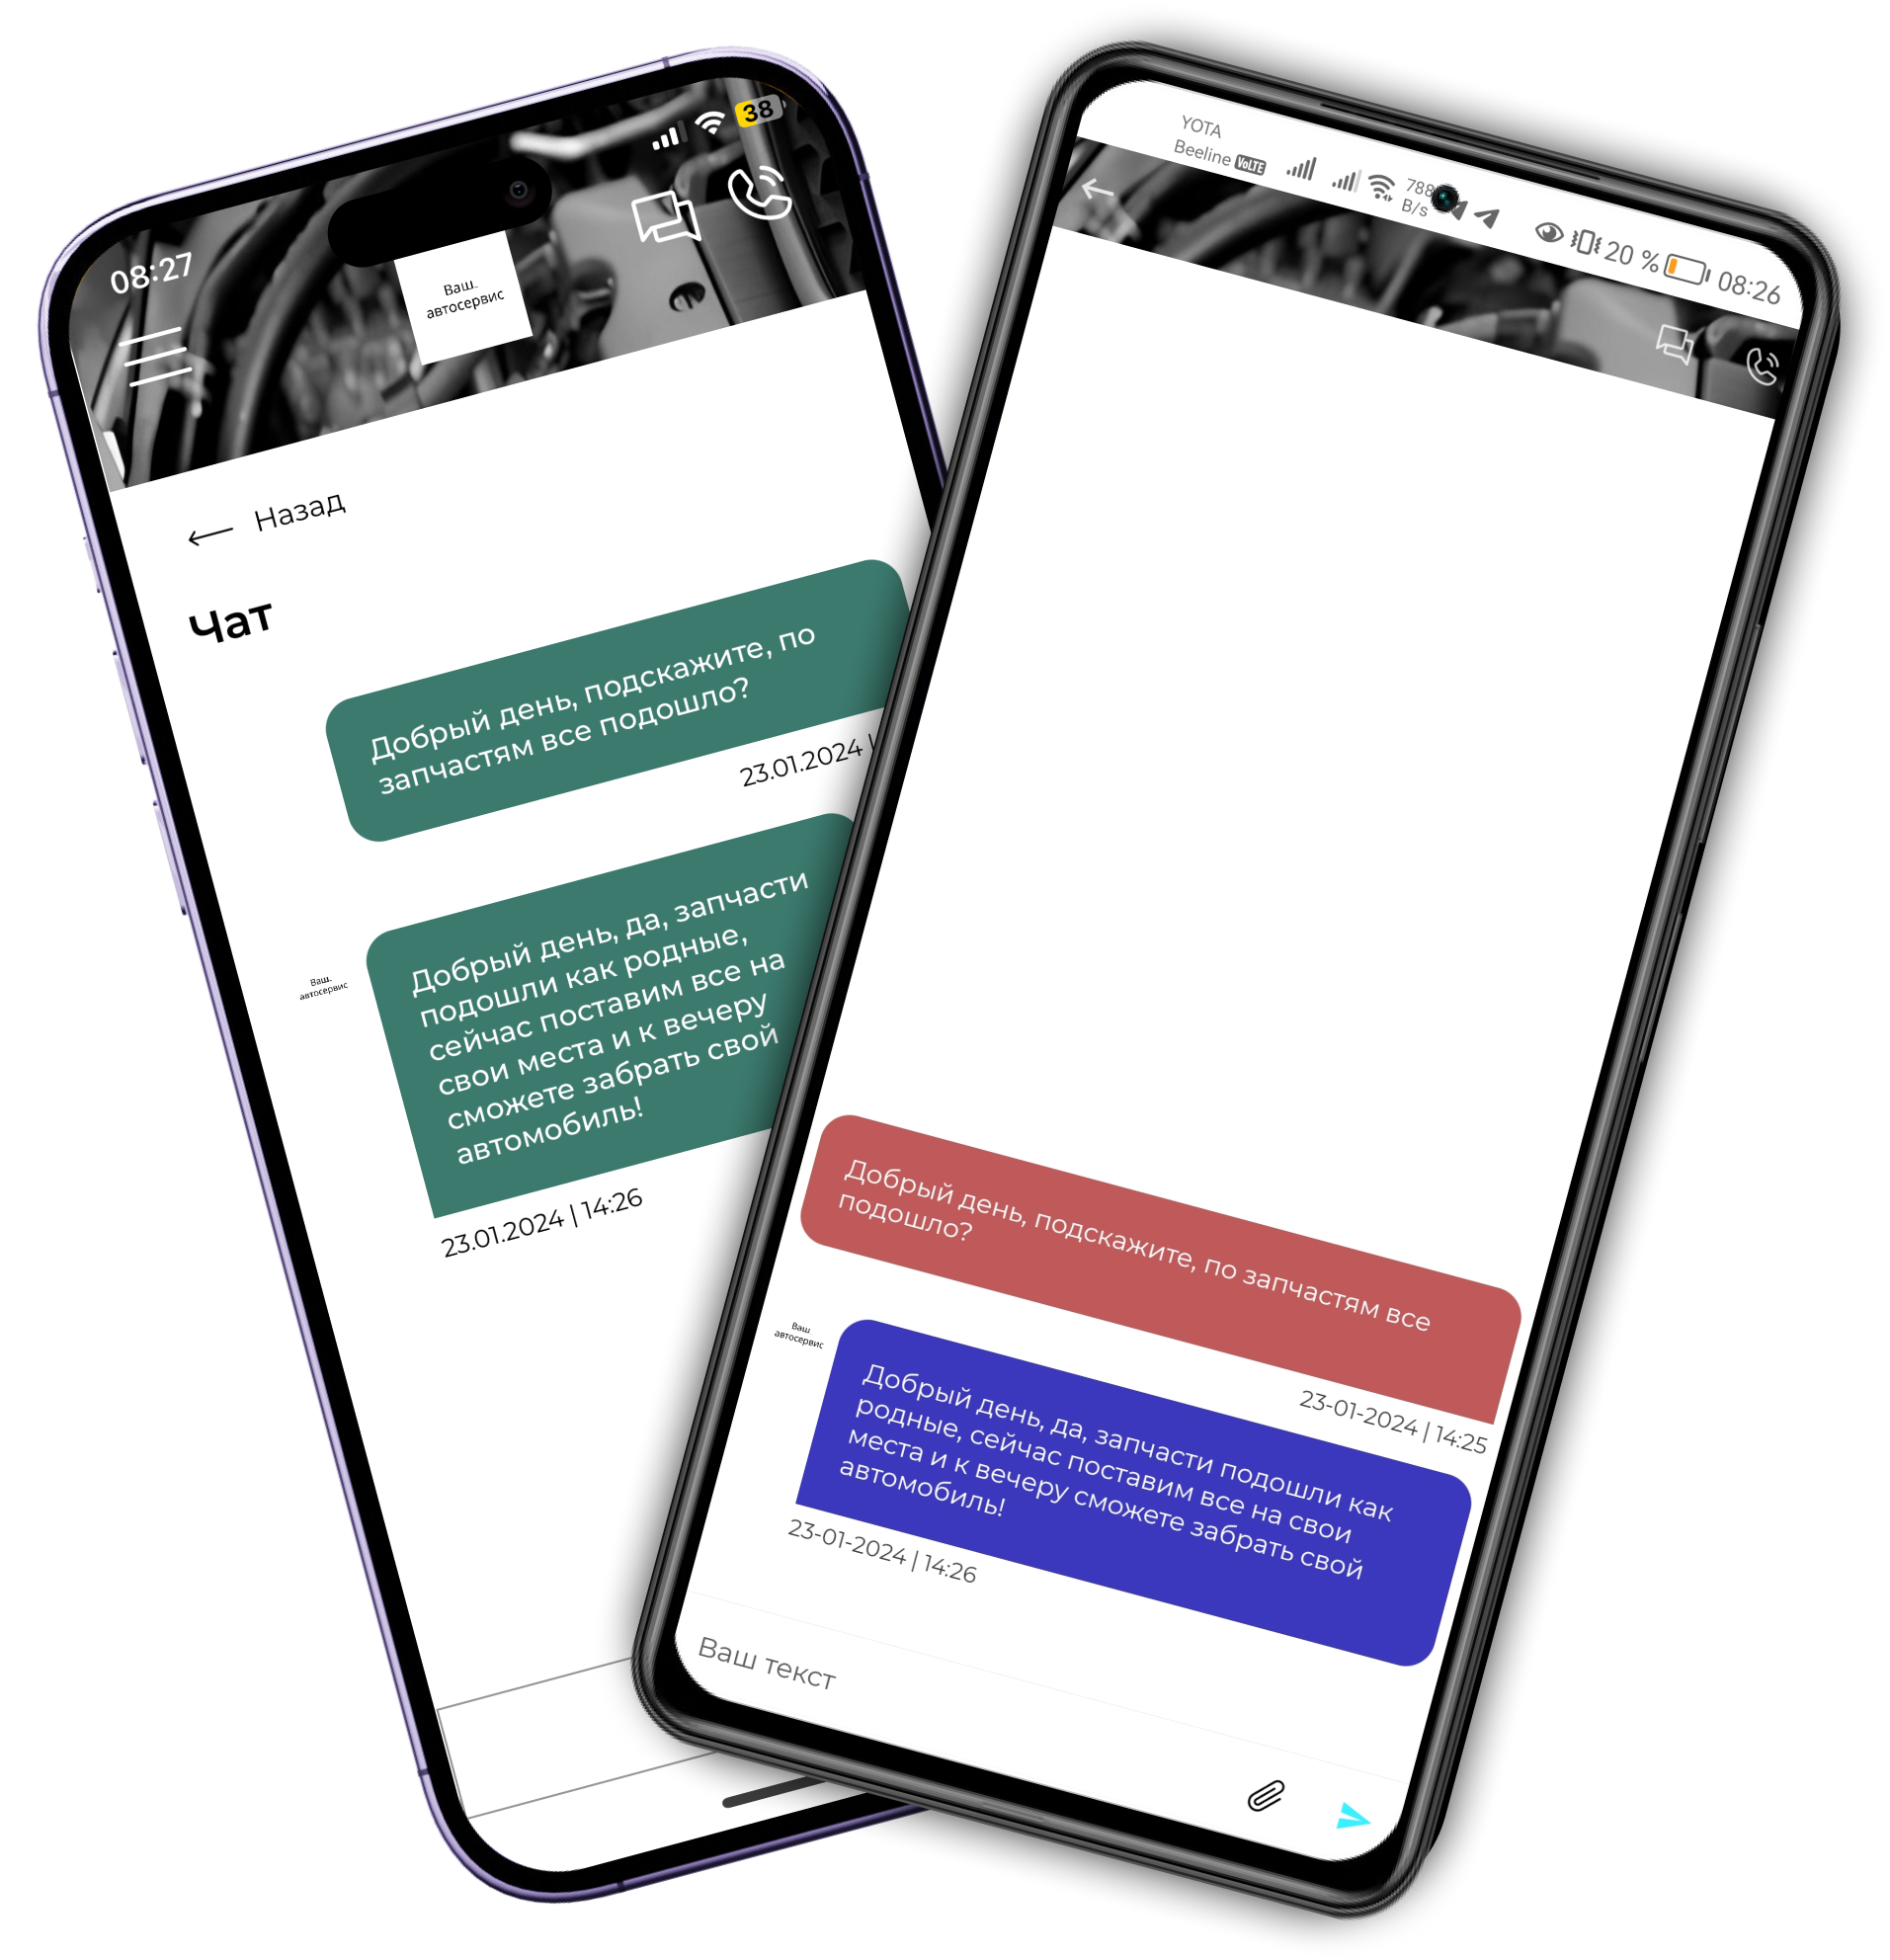 08:27
38
Ваш
автосервис
Назад
Чат
Добрый день, подскажите, по
запчастям все подошло?
23.01.2024 |
Добрый день, да, запчасти
подошли как родные,
сейчас поставим все на
свои места и к вечеру
сможете забрать свой
автомобиль!
Ваш
автосервис
23.01.2024 | 14:26
YOTA
Beeline VoLTE
788
B/s
20 %
08:26
Добрый день, подскажите, по запчастям все
подошло?
23-01-2024 | 14:25
Ваш
автосервис
Добрый день, да, запчасти подошли как
родные, сейчас поставим все на свои
места и к вечеру сможете забрать свой
автомобиль!
23-01-2024 | 14:26
Ваш текст